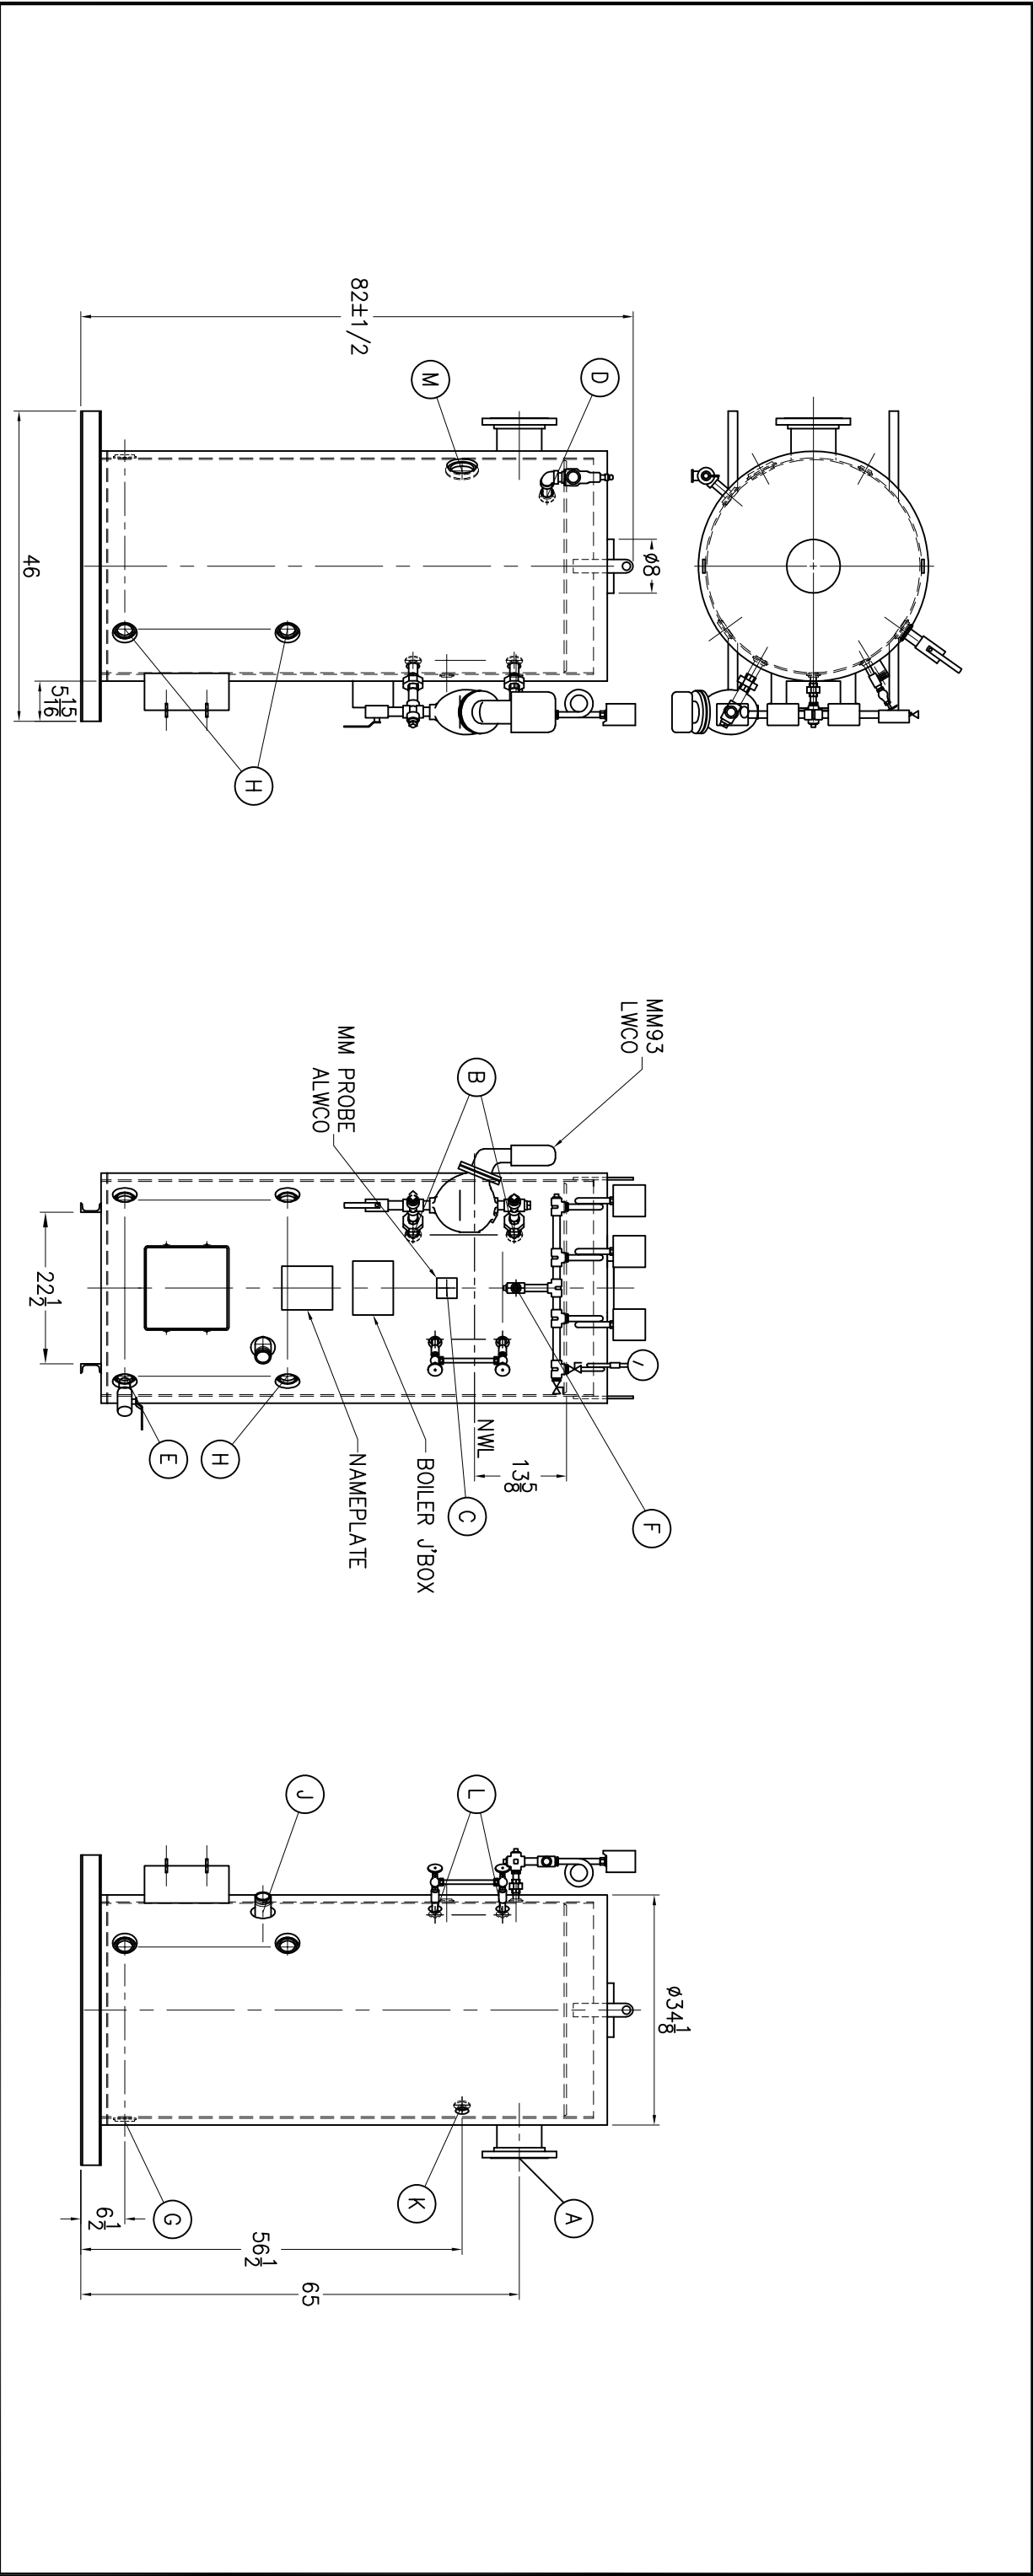 82±1/2
M
D
ø8
46
5 15/16
H
MM93
LWCO
B
MM PROBE
ALWCO
22 1/2
NWL
13 5/8
E
H
NAMEPLATE
BOILER J'BOX
C
F
J
L
ø34 1/8
G
K
A
6 1/2
56 1/2
65